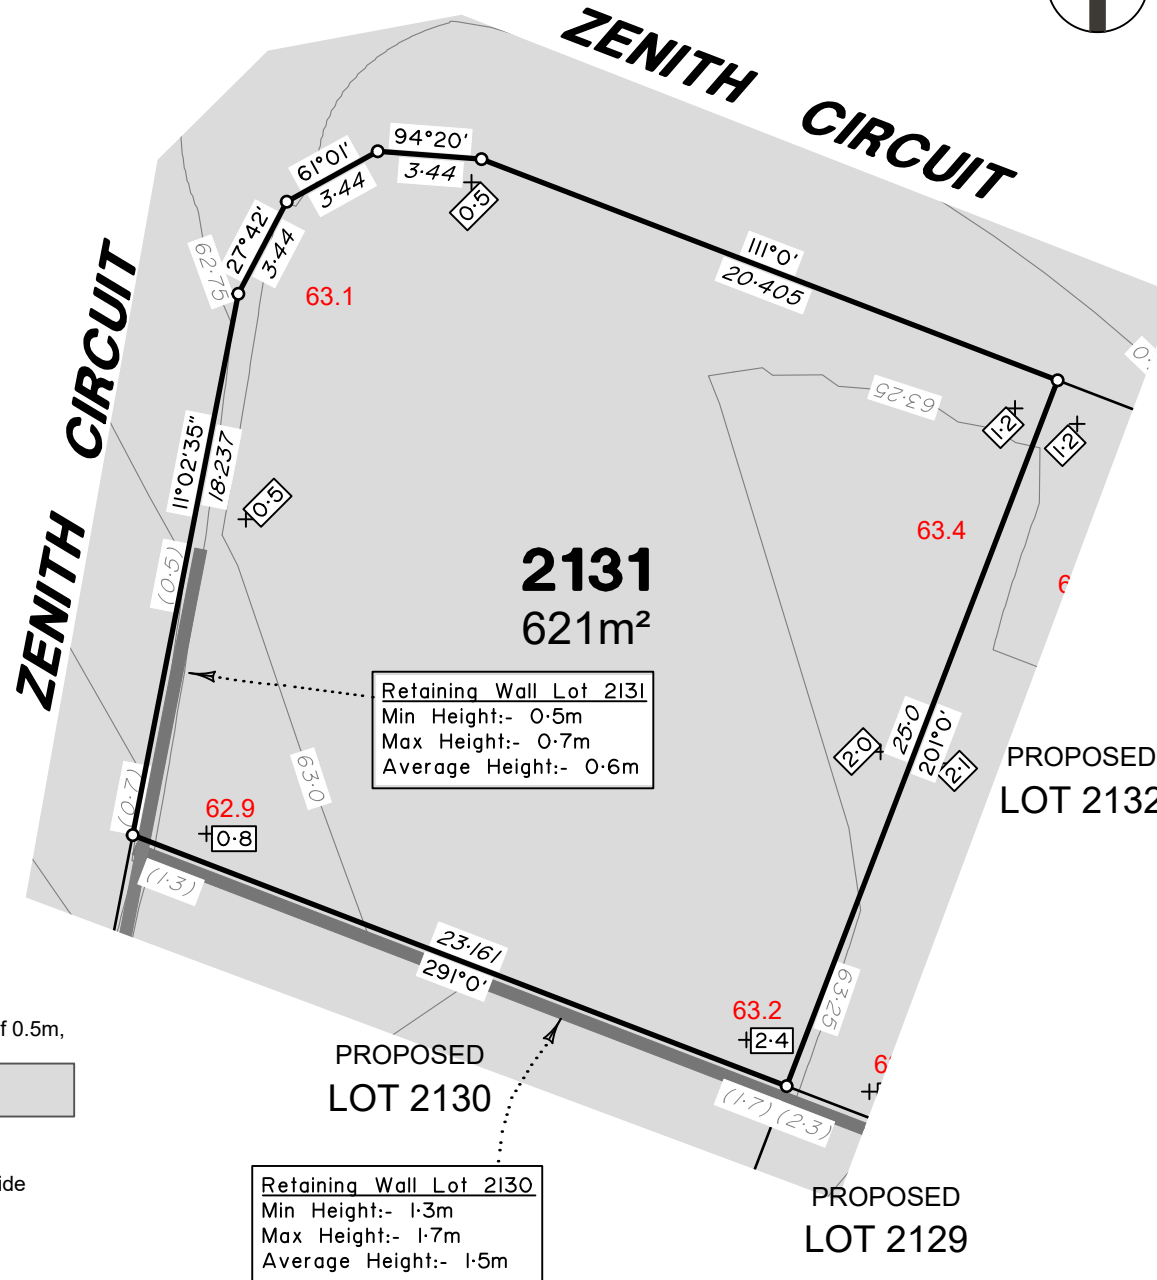 ZENITH CIRCUIT
94°20'
3·44
61°01'
3·44
27°42'
3·44
0·5
111°0'
20·405
62·75
63.1
ZENITH CIRCUIT
63·25
1·2
1·2
11°02'35"
18·237
0·5
63.4
(0·5)
2131
621m²
Retaining Wall Lot 2131
Min Height:- 0·5m
Max Height:- 0·7m
Average Height:- 0·6m
25·0
201°0'
2·0
2·1
PROPOSED
LOT 2132
63·0
(0·7)
62.9
0·8
(1·3)
23·161
291°0'
63·25
63.2
2·4
0.5m,
PROPOSED
LOT 2130
(1·7) (2·3)
Retaining Wall Lot 2130
Min Height:- 1·3m
Max Height:- 1·7m
Average Height:- 1·5m
PROPOSED
LOT 2129